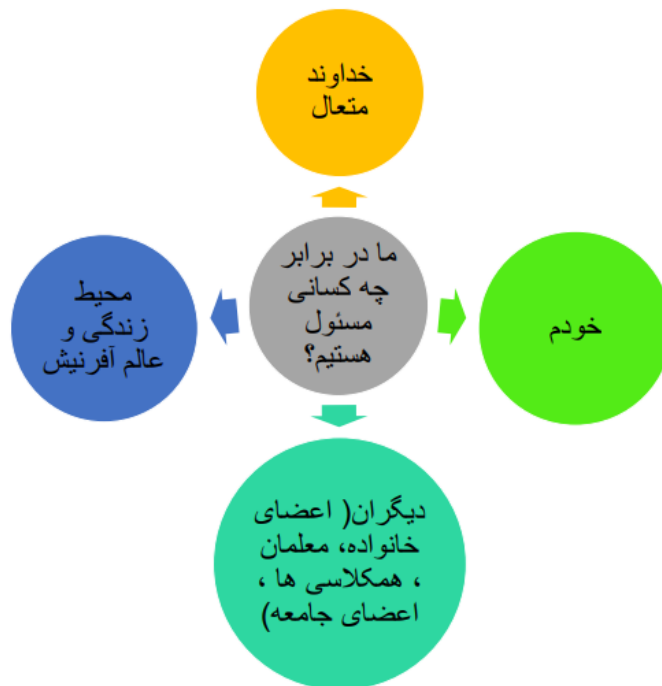 خداوند
متعال
ما در برابر
چه کسانی
مسئول
هستیم؟
خودم
محیط
زندگی و
عالم آفرنیش
دیگران( اعضای
خانواده، معلمان
، همکلاسی ها ،
اعضای جامعه)